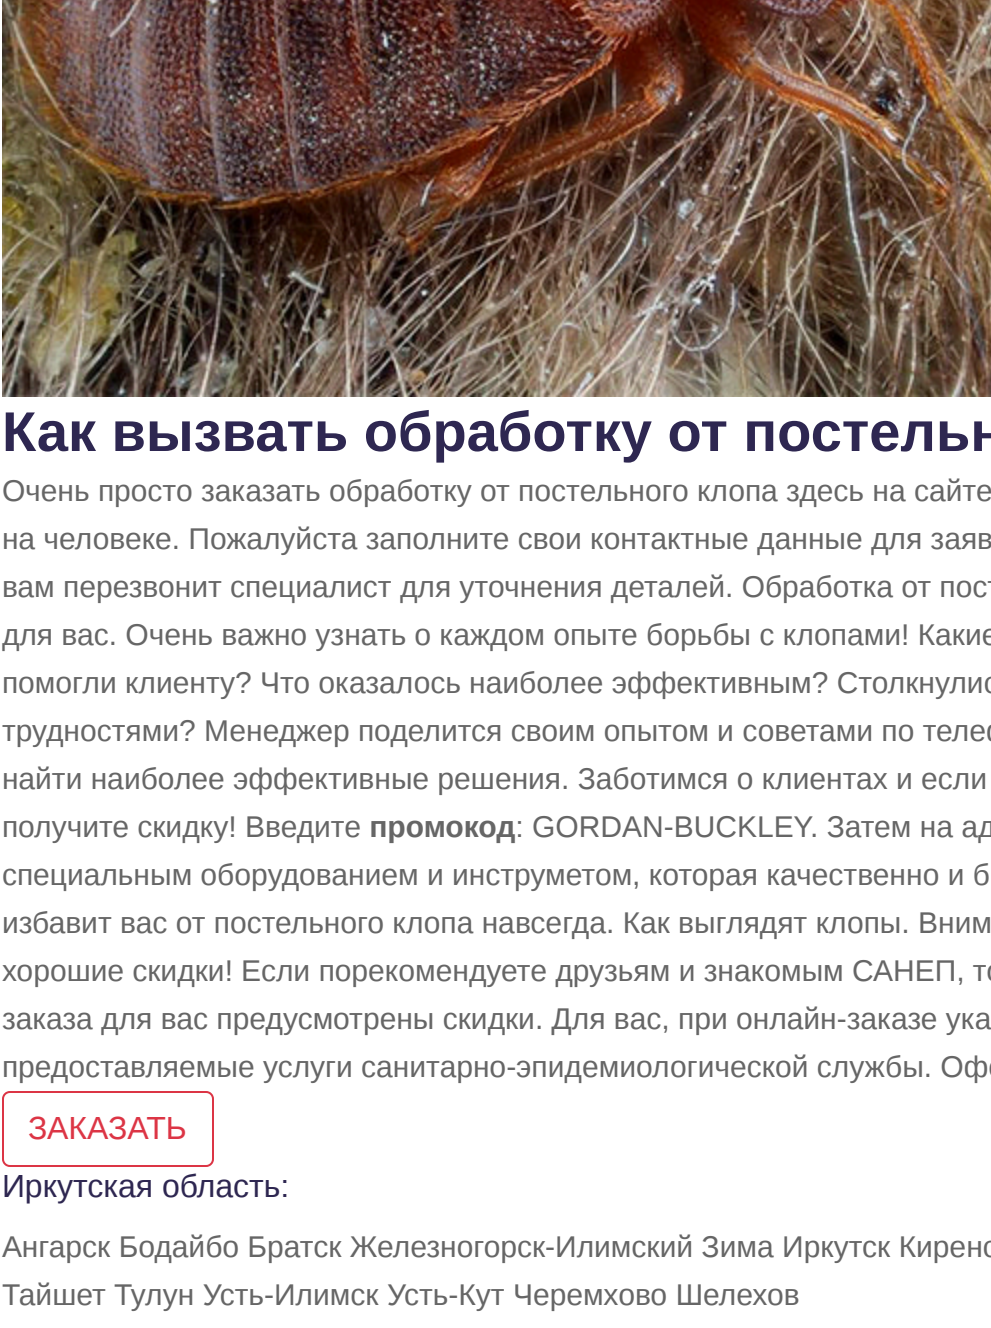 Как вызвать обработку от постельн
Очень просто заказать обработку от постельного клопа здесь на сайте
на человеке. Пожалуйста заполните свои контактные данные для заяв
вам перезвонит специалист для уточнения деталей. Обработка от пос
для вас. Очень важно узнать о каждом опыте борьбы с клопами! Какие
помогли клиенту? Что оказалось наиболее эффективным? Столкнулис
трудностями? Менеджер поделится своим опытом и советами по теле
найти наиболее эффективные решения. Заботимся о клиентах и если
получите скидку! Введите промокод: GORDAN-BUCKLEY. Затем на ад
специальным оборудованием и инструметом, которая качественно и б
избавит вас от постельного клопа навсегда. Как выглядят клопы. Вним
хорошие скидки! Если порекомендуете друзьям и знакомым САНЕП, то
заказа для вас предусмотрены скидки. Для вас, при онлайн-заказе ука
предоставляемые услуги санитарно-эпидемиологической службы. Оф
ЗАКАЗАТЬ
Иркутская область:
Ангарск Бодайбо Братск Железногорск-Илимский Зима Иркутск Кирен
Тайшет Тулун Усть-Илимск Усть-Кут Черемхово Шелехов